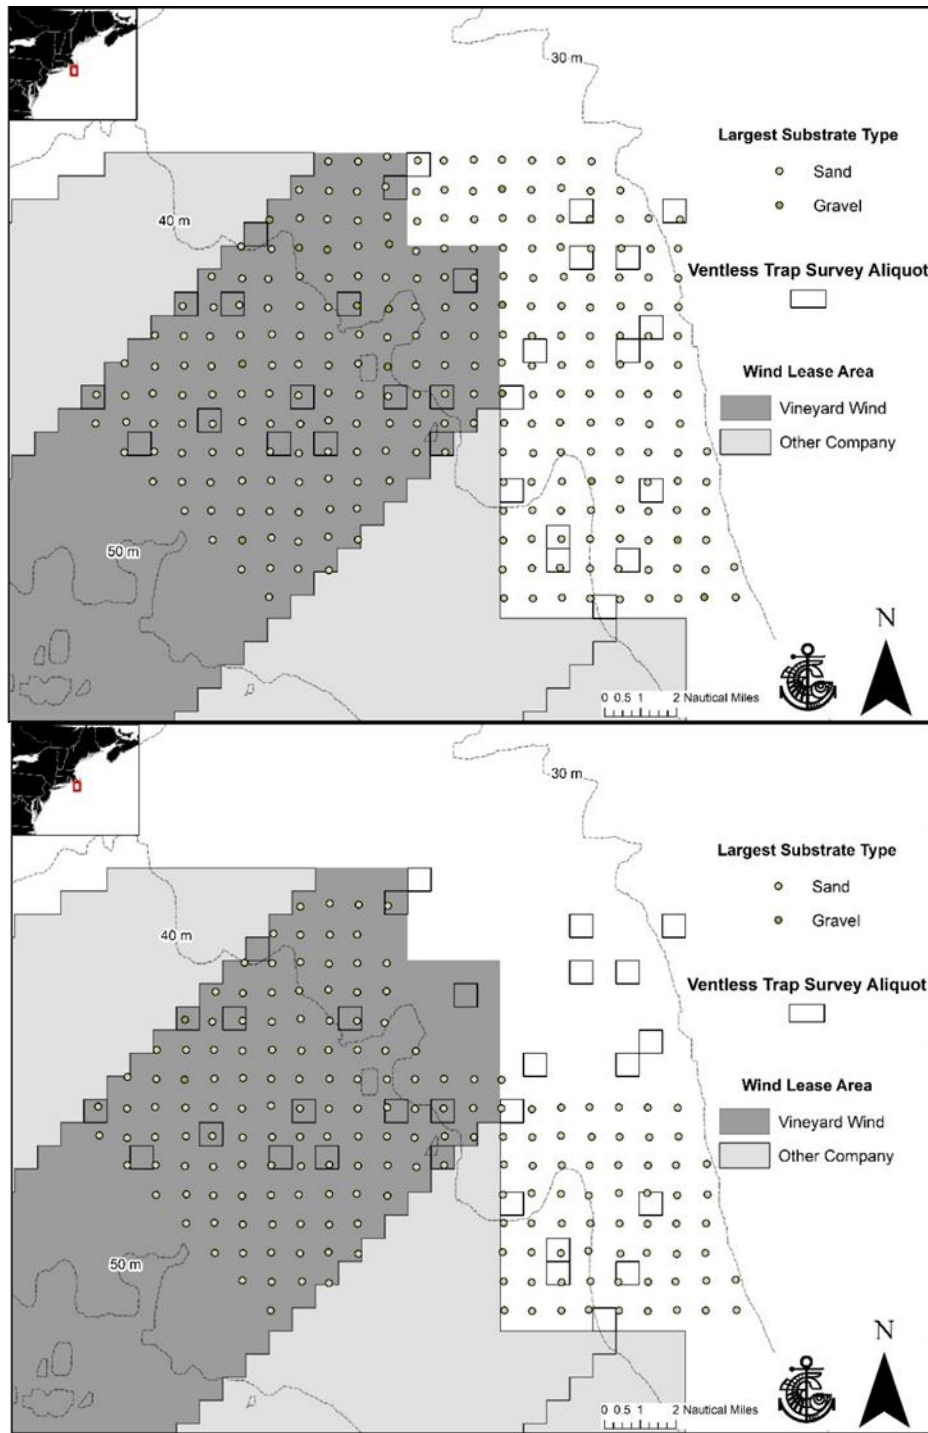 30 m
Largest Substrate Type
Sand
Gravel
40 m
Ventless Trap Survey Aliquot
Wind Lease Area
Vineyard Wind
Other Company
50 m
N
0 0.5 1 2 Nautical Miles
30 m
Largest Substrate Type
Sand
Gravel
40 m
Ventless Trap Survey Aliquot
Wind Lease Area
Vineyard Wind
Other Company
50 m
N
0 0.5 1 2 Nautical Miles